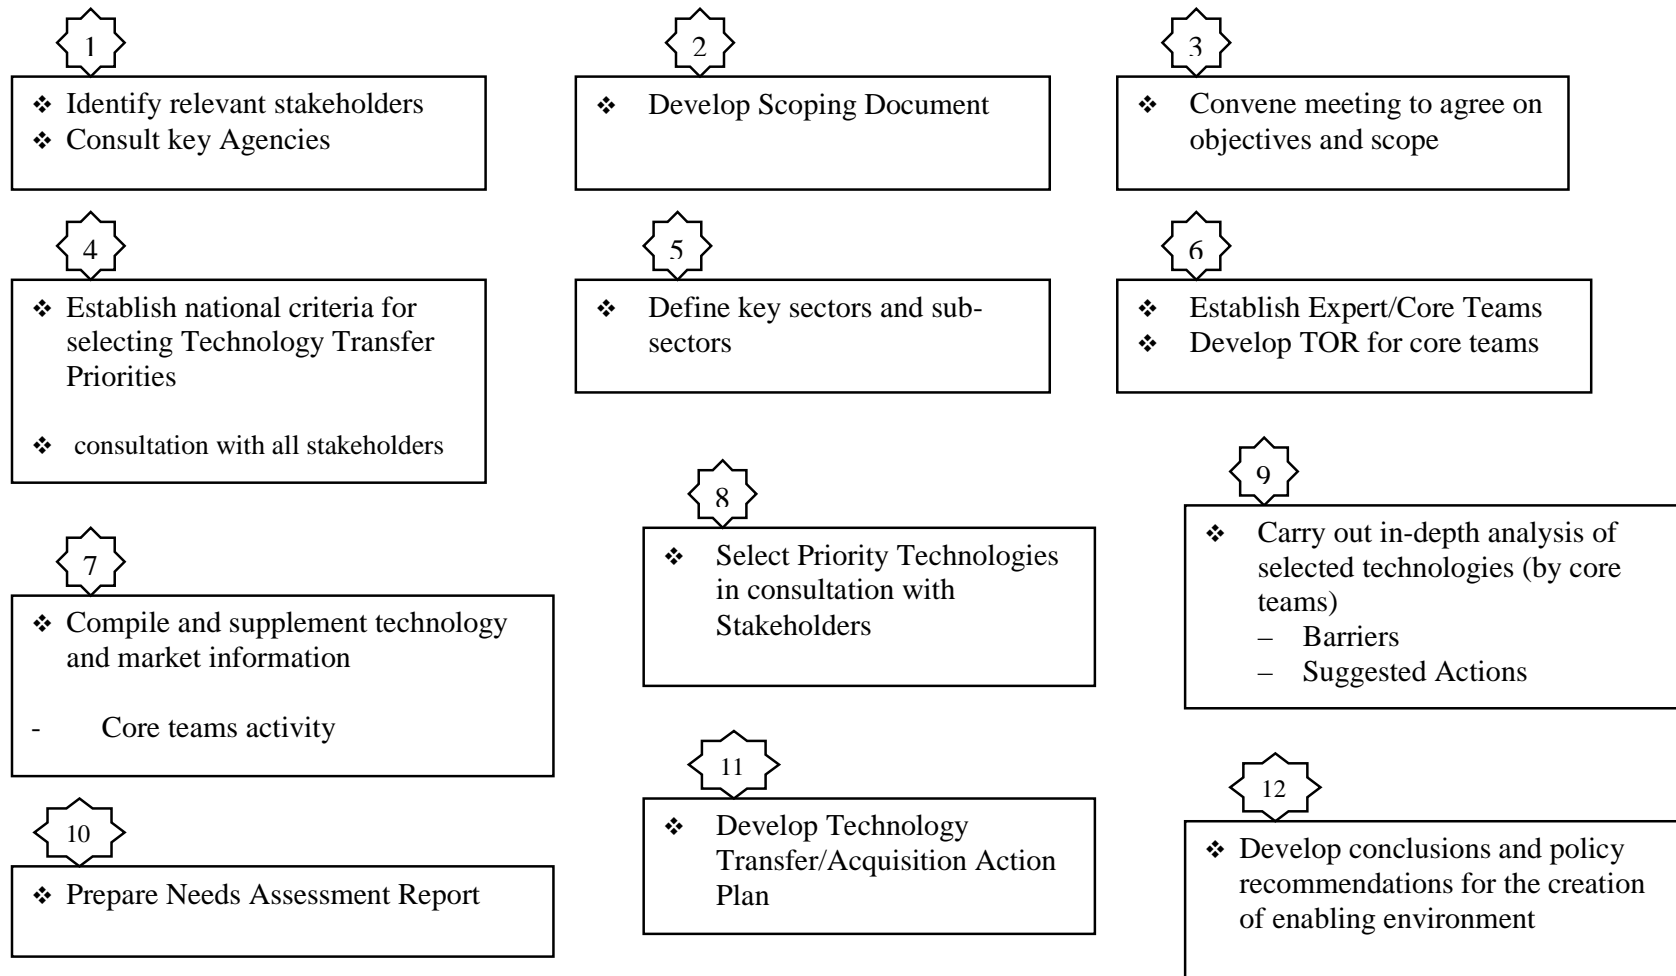 1
❖ Identify relevant stakeholders
❖ Consult key Agencies
2
❖ Develop Scoping Document
3
❖ Convene meeting to agree on
objectives and scope
4
❖ Establish national criteria for
selecting Technology Transfer
Priorities
❖ consultation with all stakeholders
5
❖ Define key sectors and sub-
sectors
6
❖ Establish Expert/Core Teams
❖ Develop TOR for core teams
7
❖ Compile and supplement technology
and market information
- Core teams activity
8
❖ Select Priority Technologies
in consultation with
Stakeholders
9
❖ Carry out in-depth analysis of
selected technologies (by core
teams)
– Barriers
– Suggested Actions
10
❖ Prepare Needs Assessment Report
11
❖ Develop Technology
Transfer/Acquisition Action
Plan
12
❖ Develop conclusions and policy
recommendations for the creation
of enabling environment